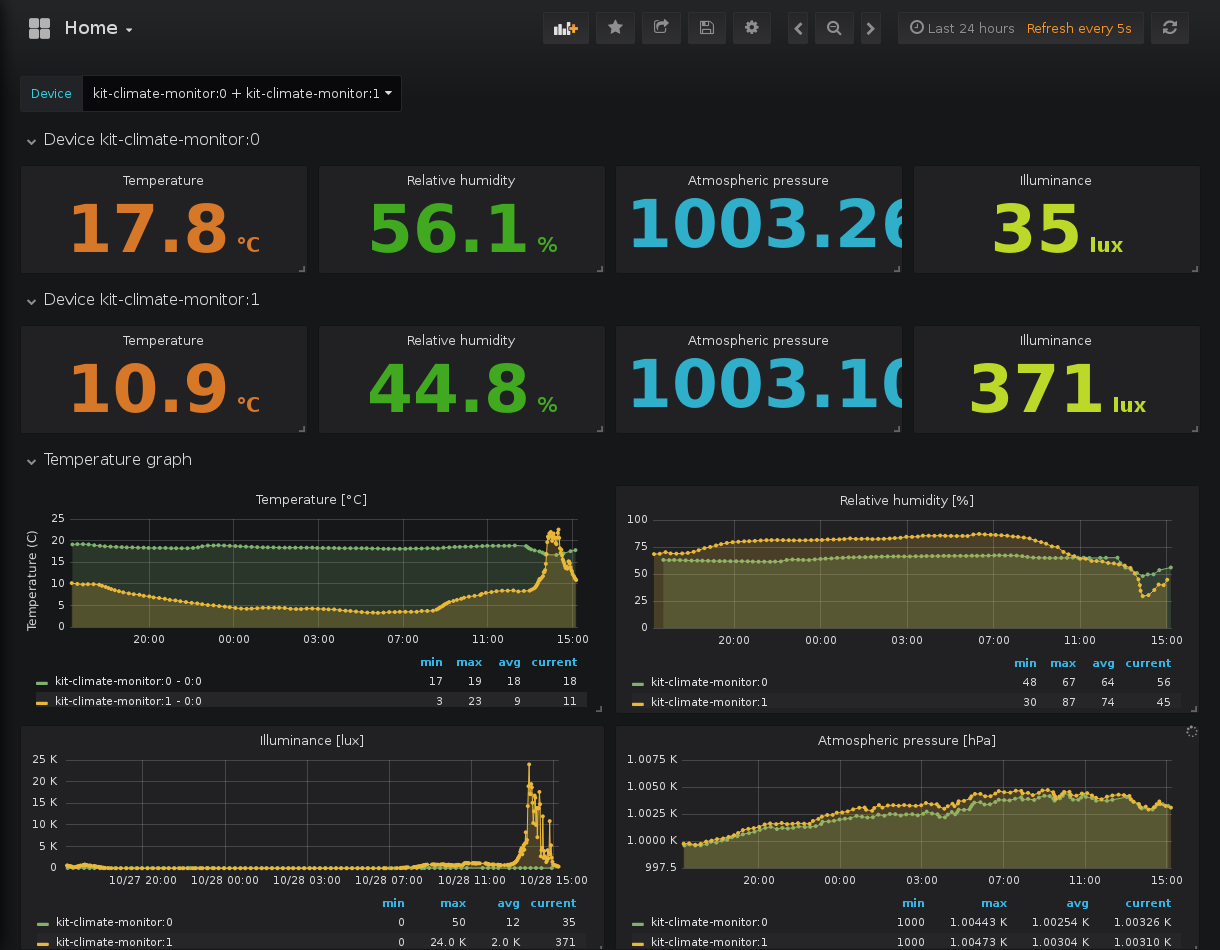 Home
Last 24 hours Refresh every 5s
Device kit-climate-monitor:0 + kit-climate-monitor:1
Device kit-climate-monitor:0
Temperature Relative humidity Atmospheric pressure Illuminance
17.8 °C 56.1 % 1003.26 35 lux
Device kit-climate-monitor:1
Temperature Relative humidity Atmospheric pressure Illuminance
10.9 °C 44.8 % 1003.10 371 lux
Temperature graph
Temperature [°C]
Temperature (C)
25
20
15
10
5
0
20:00 00:00 03:00 07:00 11:00 15:00
min max avg current
kit-climate-monitor:0 - 0:0 17 19 18 18
kit-climate-monitor:1 - 0:0 3 23 9 11
Relative humidity [%]
100
75
50
25
0
20:00 00:00 03:00 07:00 11:00 15:00
min max avg current
kit-climate-monitor:0 48 67 64 56
kit-climate-monitor:1 30 87 74 45
Illuminance [lux]
25 K
20 K
15 K
10 K
5 K
0
10/27 20:00 10/28 00:00 10/28 03:00 10/28 07:00 10/28 11:00 10/28 15:00
min max avg current
kit-climate-monitor:0 0 50 12 35
kit-climate-monitor:1 0 24.0 K 2.0 K 371
Atmospheric pressure [hPa]
1.0075 K
1.0050 K
1.0025 K
1.0000 K
997.5
20:00 00:00 03:00 07:00 11:00 15:00
min max avg current
kit-climate-monitor:0 1000 1.00443 K 1.00254 K 1.00326 K
kit-climate-monitor:1 1000 1.00473 K 1.00304 K 1.00310 K